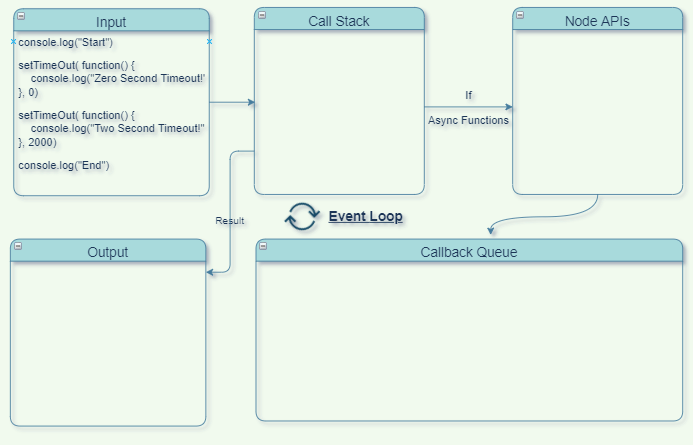 Input
console.log("Start")
setTimeOut( function() {
console.log("Zero Second Timeout!'
}, 0)
setTimeOut( function() {
console.log("Two Second Timeout!"
}, 2000)
console.log("End")
Call Stack
If
Async Functions
Node APIs
Result
Event Loop
Output
Callback Queue